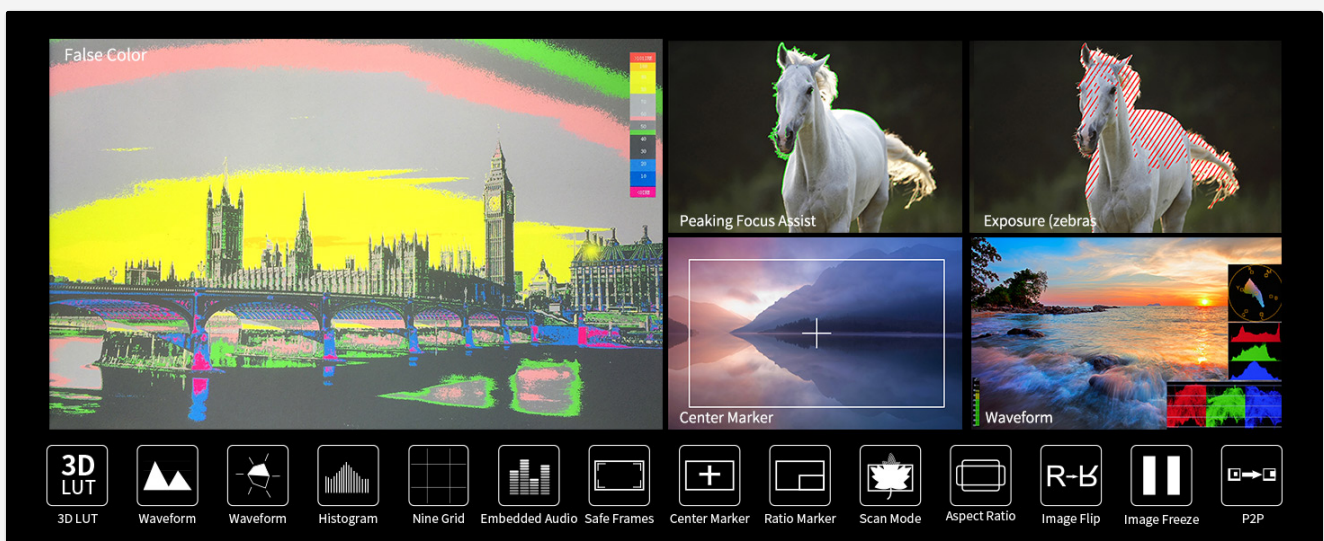 False Color
Peaking Focus Assist
Exposure (zebras
Center Marker
Waveform
3D
LUT
R-R
3D LUT
Waveform
Waveform
Histogram
Nine Grid
Embedded Audio
Safe Frames
Center Marker
Ratio Marker
Scan Mode
Aspect Ratio
Image Flip
Image Freeze
P2P